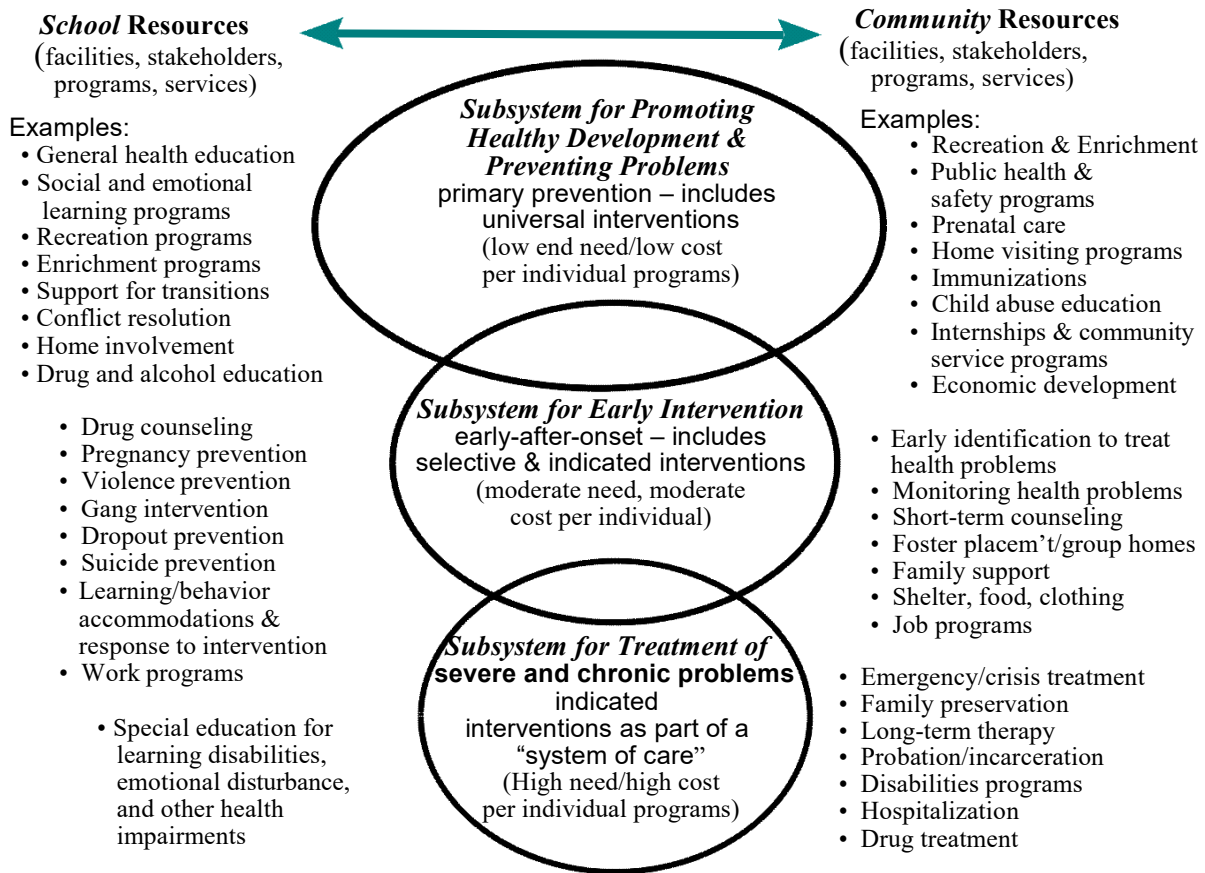 School Resources
(facilities, stakeholders,
programs, services)
Examples:
• General health education
• Social and emotional
learning programs
• Recreation programs
• Enrichment programs
• Support for transitions
• Conflict resolution
• Home involvement
• Drug and alcohol education
• Drug counseling
• Pregnancy prevention
• Violence prevention
• Gang intervention
• Dropout prevention
• Suicide prevention
• Learning/behavior
accommodations &
response to intervention
• Work programs
• Special education for
learning disabilities,
emotional disturbance,
and other health
impairments
Subsystem for Promoting
Healthy Development &
Preventing Problems
primary prevention – includes
universal interventions
(low end need/low cost
per individual programs)
Subsystem for Early Intervention
early-after-onset – includes
selective & indicated interventions
(moderate need, moderate
cost per individual)
Subsystem for Treatment of
severe and chronic problems
indicated
interventions as part of a
“system of care”
(High need/high cost
per individual programs)
Community Resources
(facilities, stakeholders,
programs, services)
Examples:
• Recreation & Enrichment
• Public health &
safety programs
• Prenatal care
• Home visiting programs
• Immunizations
• Child abuse education
• Internships & community
service programs
• Economic development
• Early identification to treat
health problems
• Monitoring health problems
• Short-term counseling
• Foster placem’t/group homes
• Family support
• Shelter, food, clothing
• Job programs
• Emergency/crisis treatment
• Family preservation
• Long-term therapy
• Probation/incarceration
• Disabilities programs
• Hospitalization
• Drug treatment